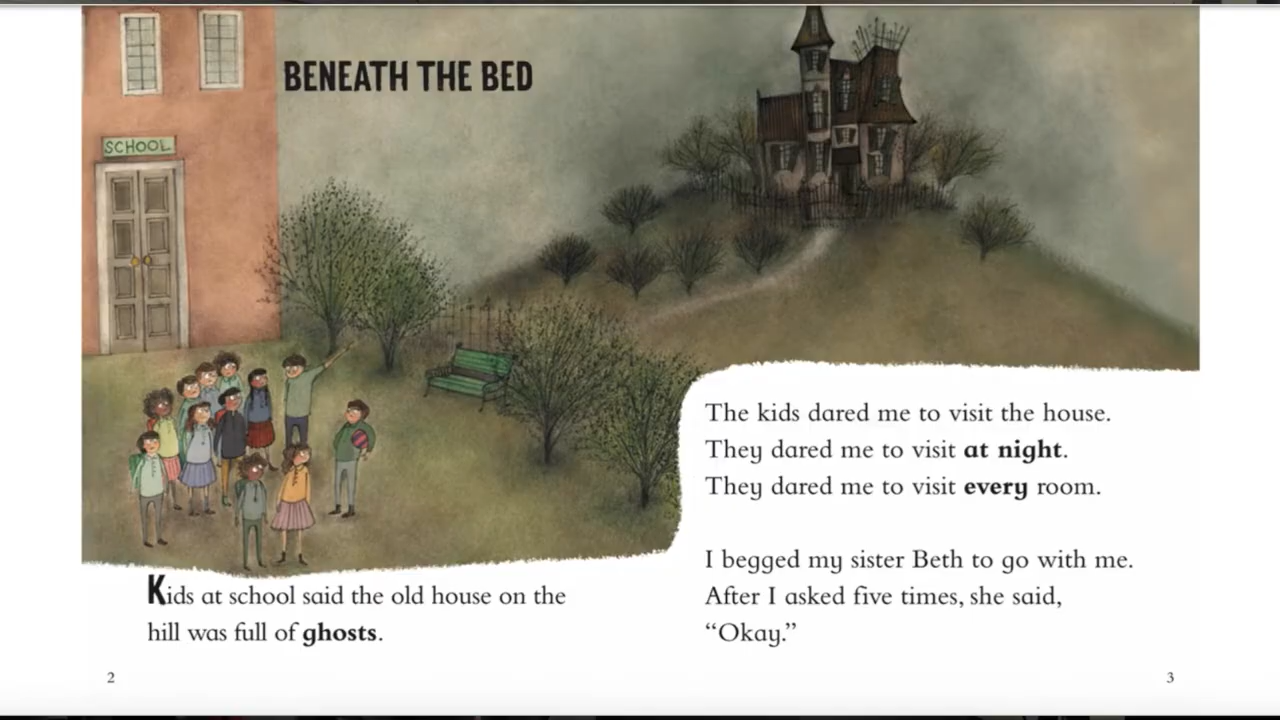 BENEATH THE BED
SCHOOL
Kids at school said the old house on the
hill was full of ghosts.
2
The kids dared me to visit the house.
They dared me to visit at night.
They dared me to visit every room.
I begged my sister Beth to go with me.
After I asked five times, she said,
“Okay.”
3